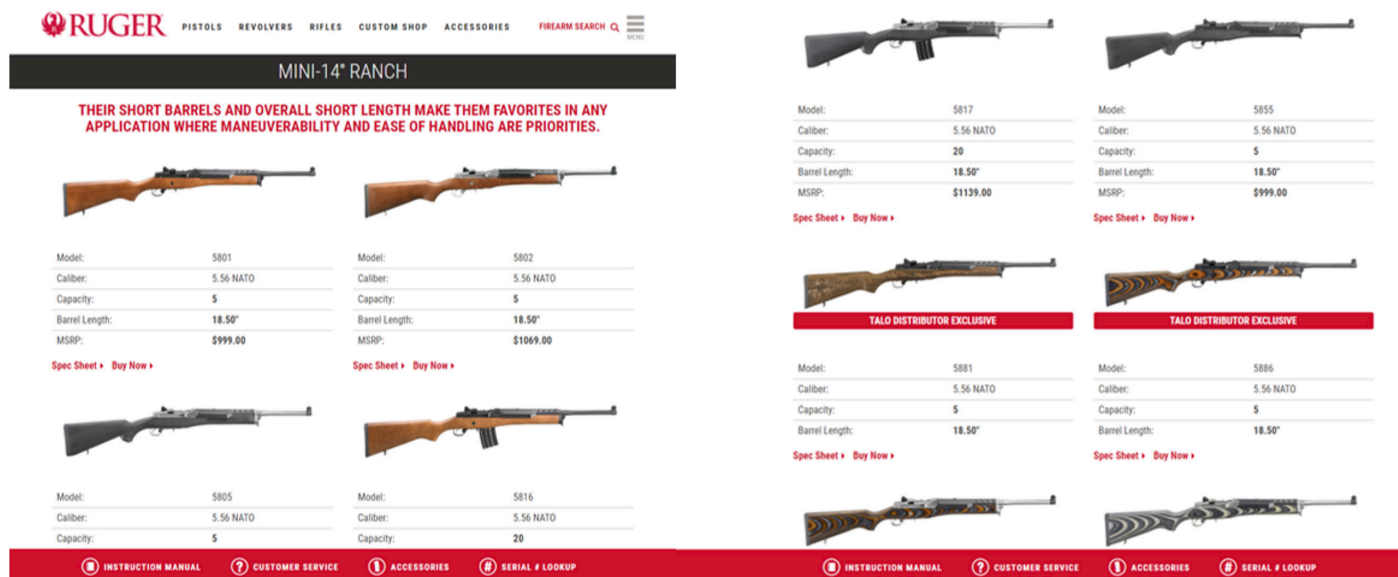 RUGER
PISTOLS REVOLVERS RIFLES CUSTOM SHOP ACCESSORIES FIREARM SEARCH
MENU
MINI-14® RANCH
THEIR SHORT BARRELS AND OVERALL SHORT LENGTH MAKE THEM FAVORITES IN ANY
APPLICATION WHERE MANEUVERABILITY AND EASE OF HANDLING ARE PRIORITIES.
Model: 5801
Caliber: 5.56 NATO
Capacity: 5
Barrel Length: 18.50"
MSRP: $999.00
Spec Sheet Buy Now
Model: 5802
Caliber: 5.56 NATO
Capacity: 5
Barrel Length: 18.50"
MSRP: $1069.00
Spec Sheet Buy Now
Model: 5805
Caliber: 5.56 NATO
Capacity: 5
Model: 5816
Caliber: 5.56 NATO
Capacity: 20
INSTRUCTION MANUAL ? CUSTOMER SERVICE ACCESSORIES # SERIAL # LOOKUP
Model: 5817
Caliber: 5.56 NATO
Capacity: 20
Barrel Length: 18.50"
MSRP: $1139.00
Spec Sheet Buy Now
Model: 5855
Caliber: 5.56 NATO
Capacity: 5
Barrel Length: 18.50"
MSRP: $999.00
Spec Sheet Buy Now
TALO DISTRIBUTOR EXCLUSIVE
Model: 5881
Caliber: 5.56 NATO
Capacity: 5
Barrel Length: 18.50"
Spec Sheet Buy Now
TALO DISTRIBUTOR EXCLUSIVE
Model: 5886
Caliber: 5.56 NATO
Capacity: 5
Barrel Length: 18.50"
Spec Sheet Buy Now
INSTRUCTION MANUAL ? CUSTOMER SERVICE ACCESSORIES # SERIAL # LOOKUP